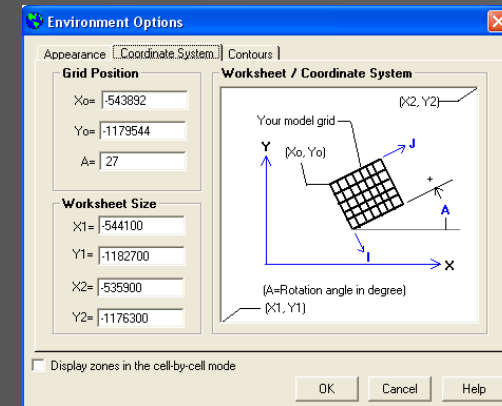 Environment Options
Appearance Coordinate System Contours
Grid Position
Xo= -543892
Yo= -1179544
A= 27
Worksheet Size
X1= -544100
Y1= -1182700
X2= -535900
Y2= -1176300
Worksheet / Coordinate System
(X2, Y2)
Your model grid
Y
(Xo, Yo)
J
+
A
I
X
(A=Rotation angle in degree)
(X1, Y1)
Display zones in the cell-by-cell mode
OK Cancel Help